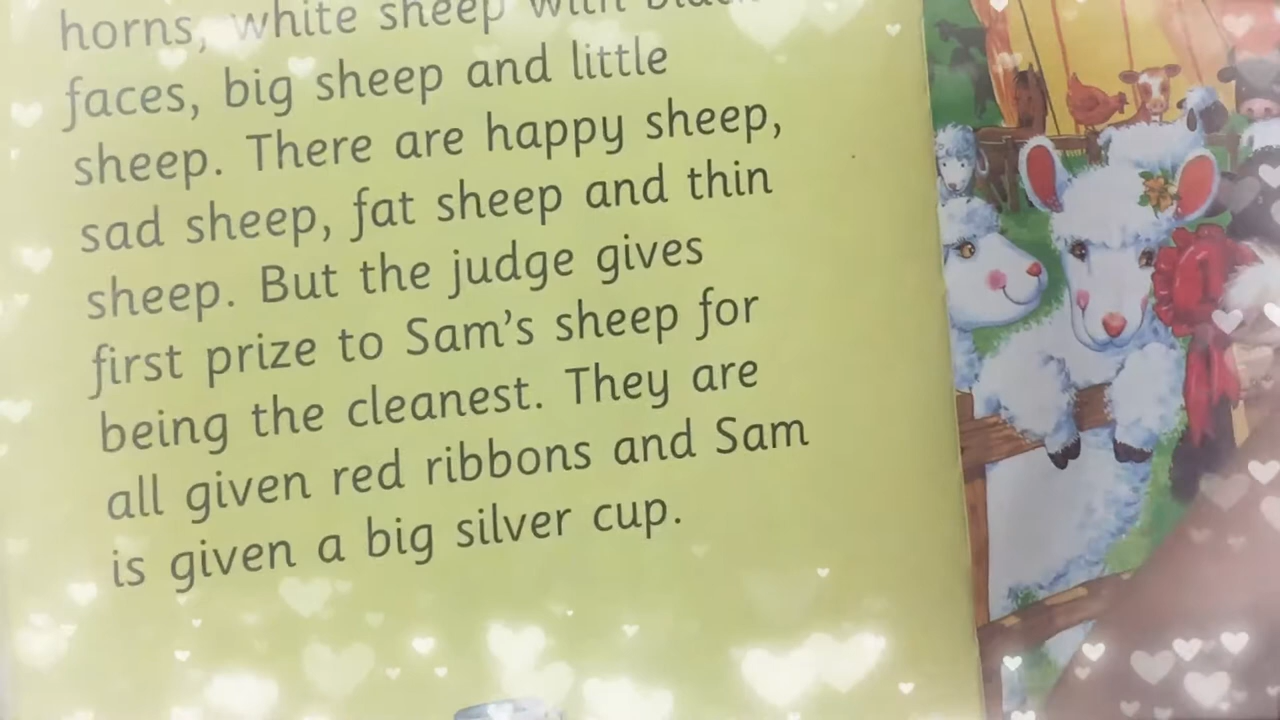 horns, white sheep with black
faces, big sheep and little
sheep. There are happy sheep,
sad sheep, fat sheep and thin
sheep. But the judge gives
first prize to Sam's sheep for
being the cleanest. They are
all given red ribbons and Sam
is given a big silver cup.